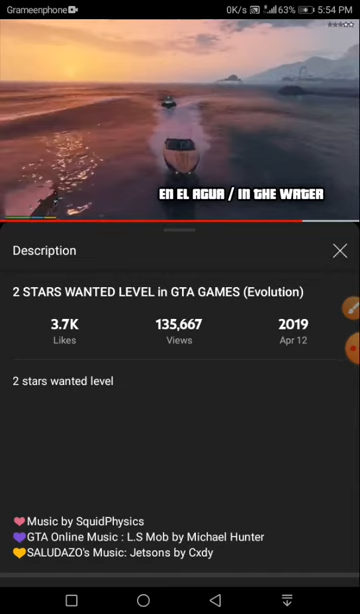 Grameenphone 0K/s 63% 5:54 PM
EN EL AGUA / IN THE WATER
Description
2 STARS WANTED LEVEL in GTA GAMES (Evolution)
3.7K 135,667 2019
Likes Views Apr 12
2 stars wanted level
Music by SquidPhysics
GTA Online Music : L.S Mob by Michael Hunter
SALUDAZO's Music: Jetsons by Cxdy